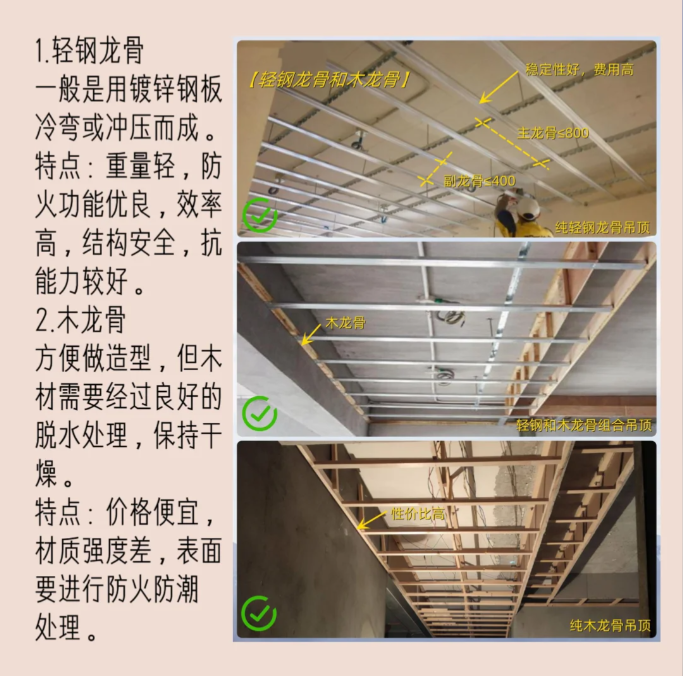 1.轻钢龙骨
一般是用镀锌钢板
冷弯或冲压而成。
特点：重量轻，防
火功能优良，效率
高，结构安全，抗
能力较好。
2.木龙骨
方便做造型，但木
材需要经过良好的
脱水处理，保持干
燥。
特点：价格便宜，
材质强度差，表面
要进行防火防潮
处理。
【轻钢龙骨和木龙骨】
稳定性好，费用高
主龙骨≤800
副龙骨≤400
纯轻钢龙骨吊顶
木龙骨
轻钢和木龙骨组合吊顶
性价比高
纯木龙骨吊顶